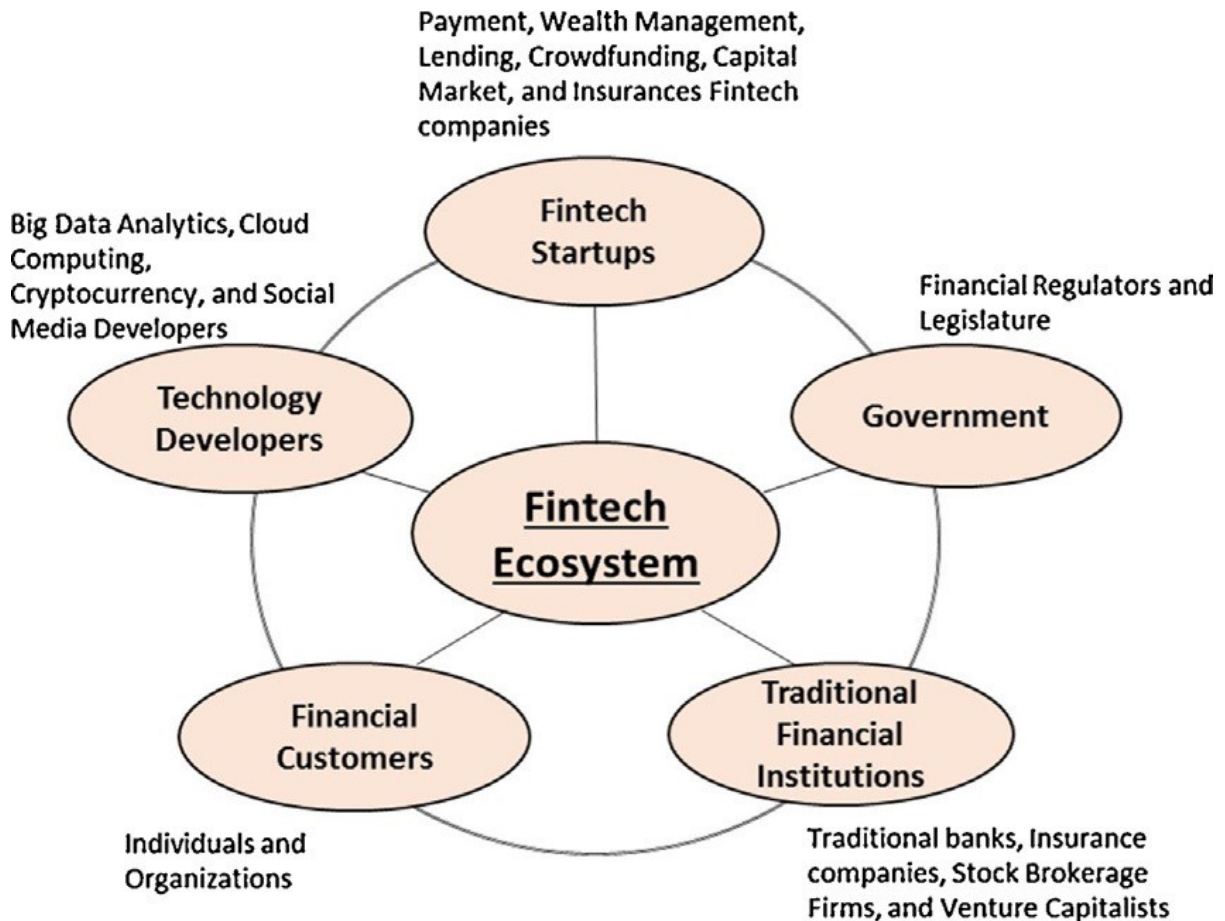 Payment, Wealth Management,
Lending, Crowdfunding, Capital
Market, and Insurances Fintech
companies
Fintech
Startups
Big Data Analytics, Cloud
Computing,
Cryptocurrency, and Social
Media Developers
Financial Regulators and
Legislature
Technology
Developers
Government
Fintech
Ecosystem
Financial
Customers
Traditional
Financial
Institutions
Individuals and
Organizations
Traditional banks, Insurance
companies, Stock Brokerage
Firms, and Venture Capitalists